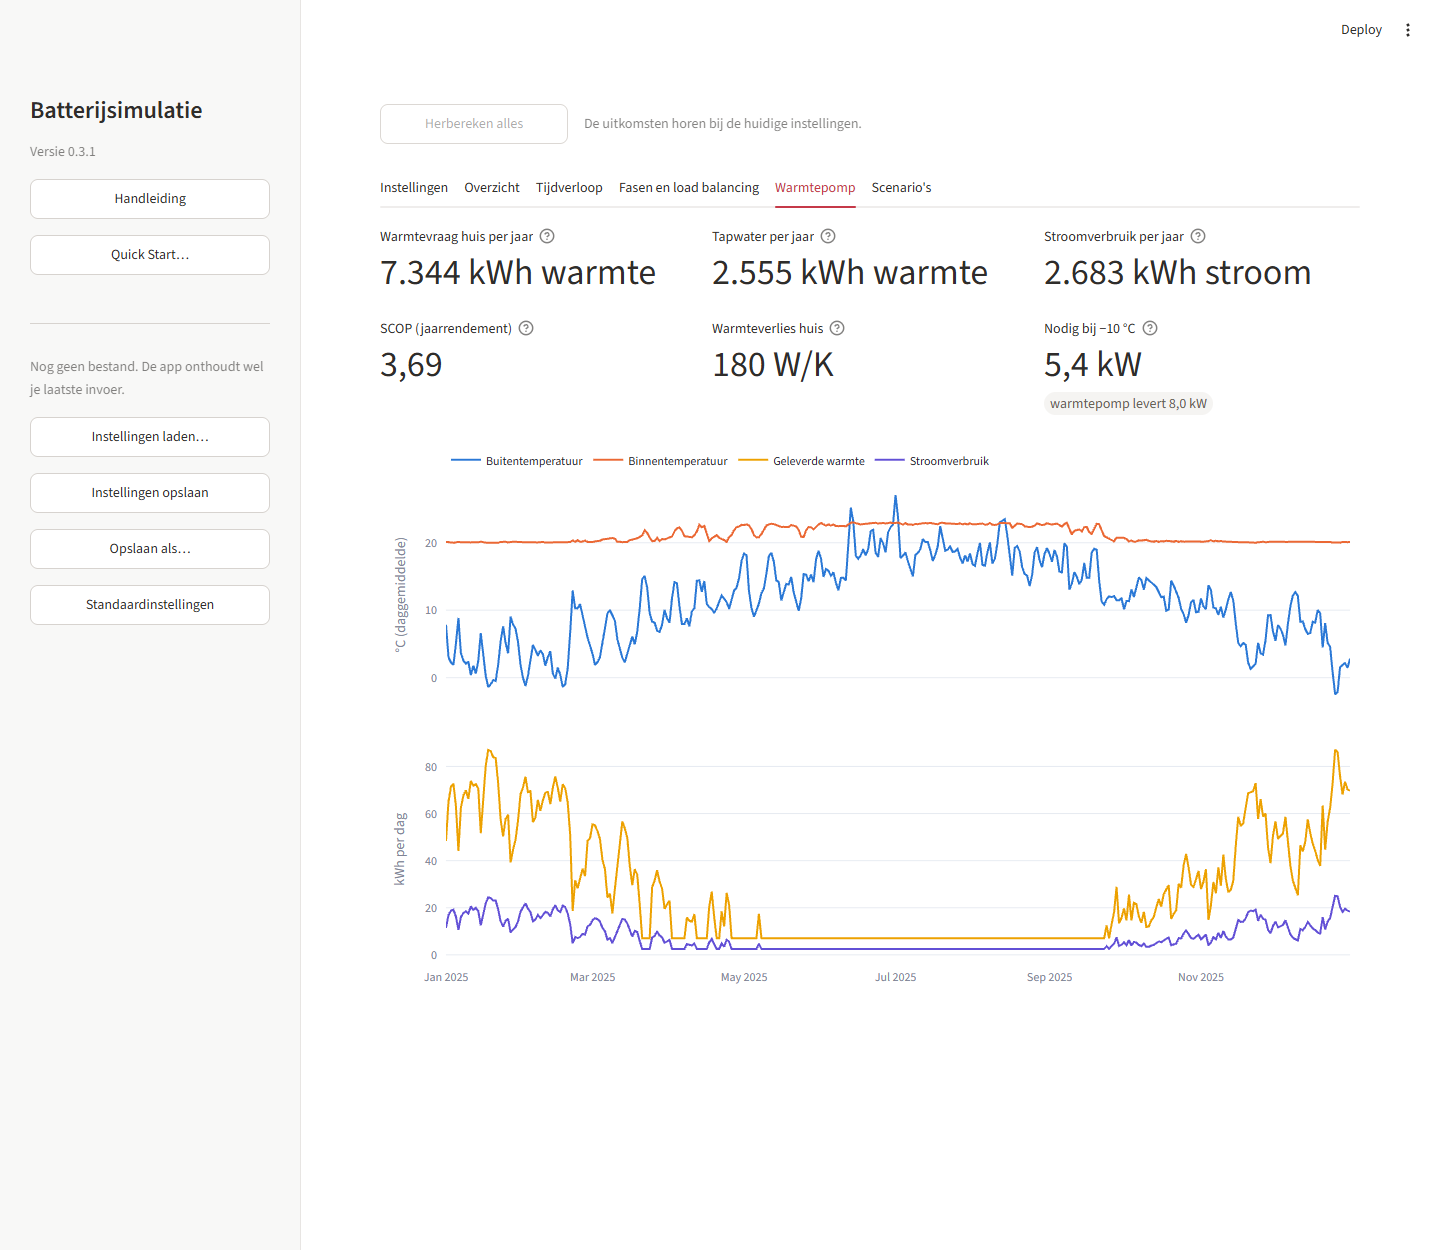 Deploy
Batterijsimulatie
Versie 0.3.1
Handleiding
Quick Start…
Nog geen bestand. De app onthoudt wel
je laatste invoer.
Instellingen laden…
Instellingen opslaan
Opslaan als…
Standaardinstellingen
Herbereken alles
De uitkomsten horen bij de huidige instellingen.
Instellingen Overzicht Tijdverloop Fasen en load balancing Warmtepomp Scenario's
Warmtevraag huis per jaar ?
7.344 kWh warmte
Tapwater per jaar ?
2.555 kWh warmte
Stroomverbruik per jaar ?
2.683 kWh stroom
SCOP (jaarrendement) ?
3,69
Warmteverlies huis ?
180 W/K
Nodig bij −10 °C ?
5,4 kW
warmtepomp levert 8,0 kW
Buitentemperatuur Binnentemperatuur Geleverde warmte Stroomverbruik
°C (daggemiddelde)
20
10
0
kWh per dag
80
60
40
20
0
Jan 2025 Mar 2025 May 2025 Jul 2025 Sep 2025 Nov 2025